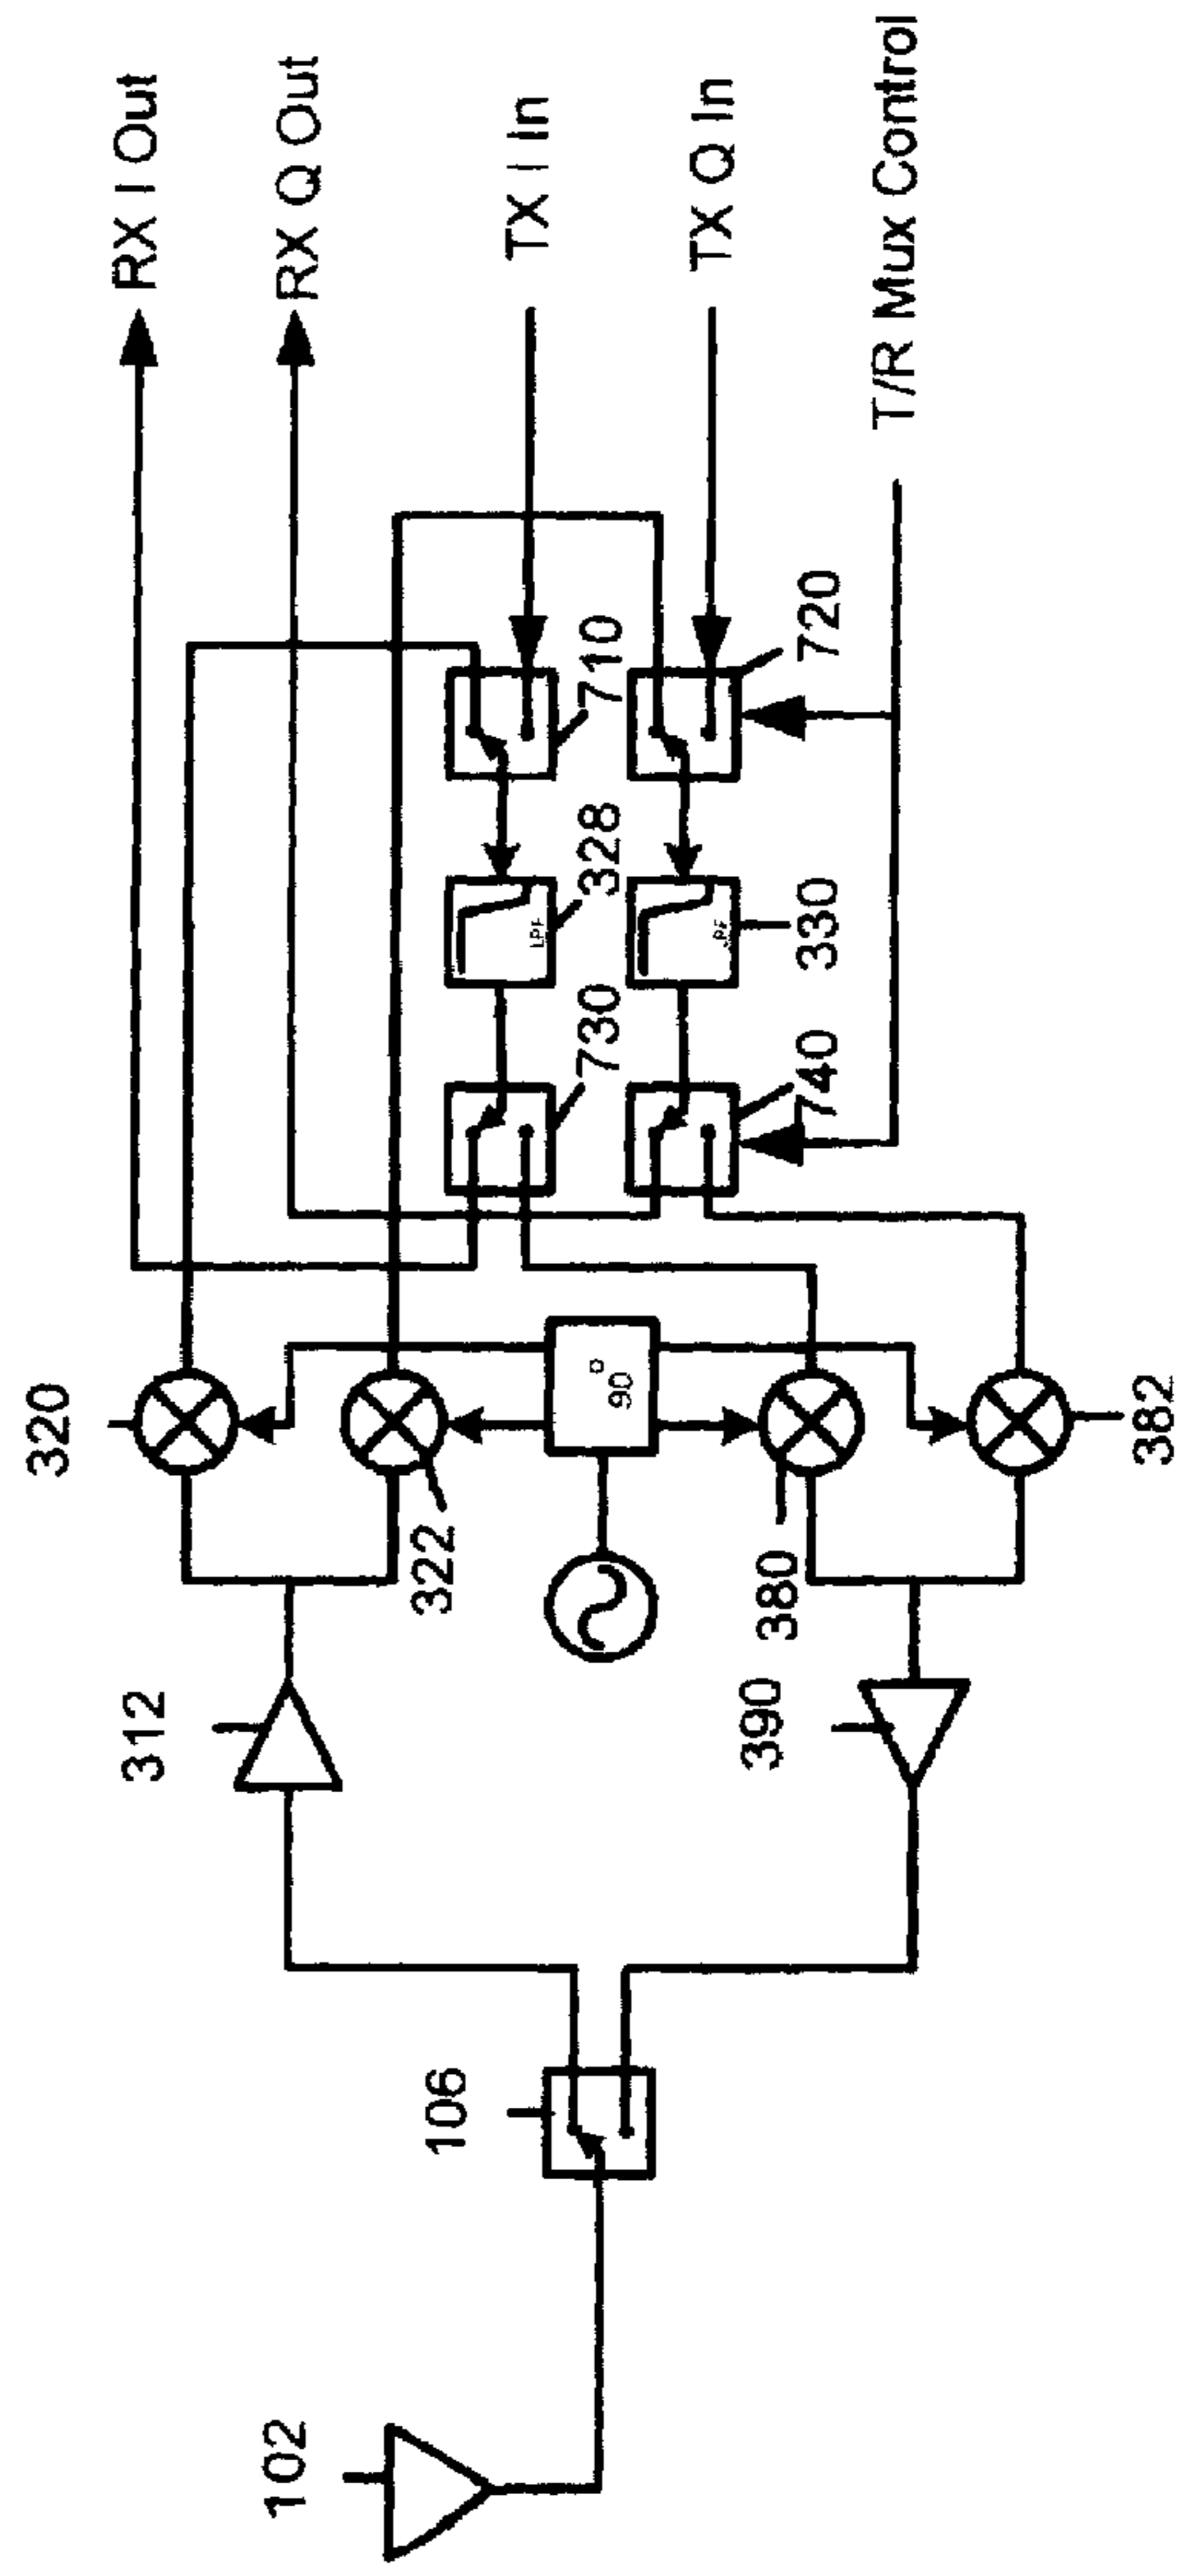 RX I Out
RX Q Out
TX I In
TX Q In
T/R Mux Control
320
312
322
90°
380
382
390
106
102
710
720
328
LPF
330
730
740